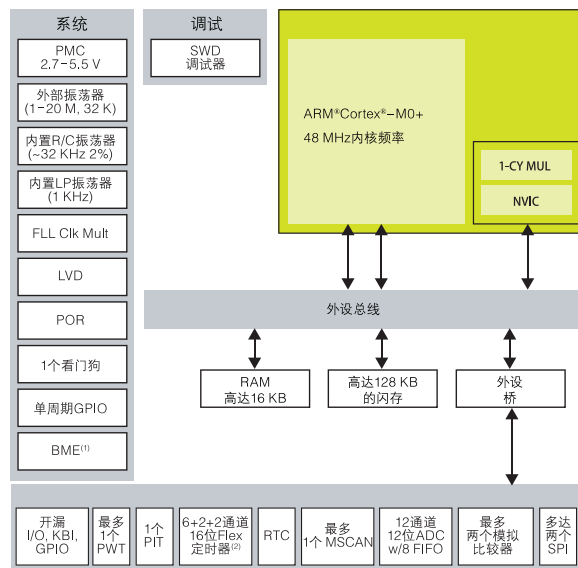 系统
PMC
2.7-5.5 V
外部振荡器
(1-20 M, 32 K)
内置R/C振荡器
(~32 KHz 2%)
内置LP振荡器
(1 KHz)
FLL Clk Mult
LVD
POR
1个看门狗
单周期GPIO
BME(1)
调试
SWD
调试器
ARM®Cortex®-M0+
48 MHz内核频率
1-CY MUL
NVIC
外设总线
RAM
高达16 KB
高达128 KB
的闪存
外设
桥
开漏
I/O, KBI,
GPIO
最多
1个
PWT
1个
PIT
6+2+2通道
16位Flex
定时器(2)
RTC
最多
1个 MSCAN
12通道
12位ADC
w/8 FIFO
最多
两个模拟
比较器
多达
两个
SPI